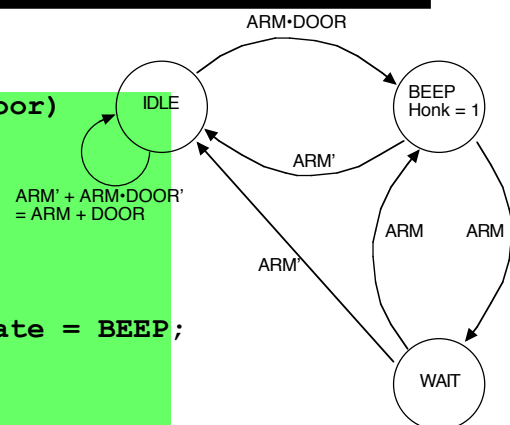 ARM•DOOR
oor)
IDLE
BEEP
Honk = 1
ARM'
ARM' + ARM•DOOR'
= ARM + DOOR
ARM
ARM
ARM'
ate = BEEP;
WAIT